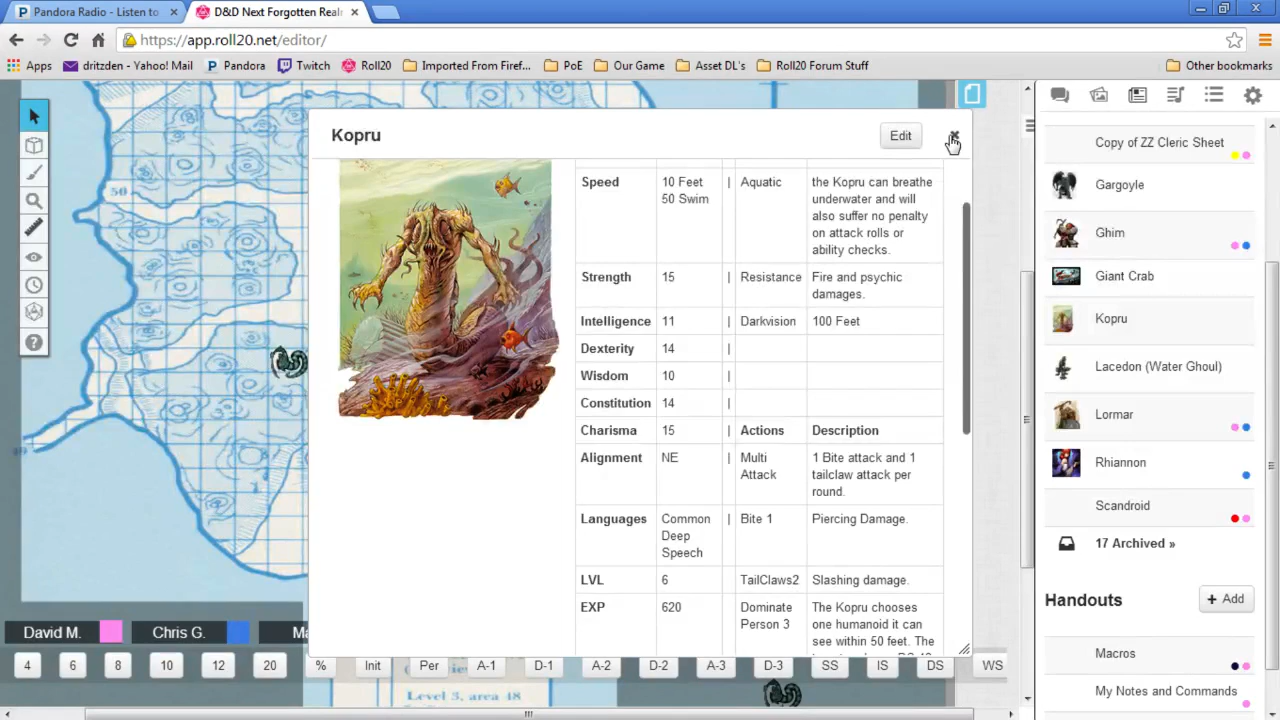 Pandora Radio - Listen to
D&D Next Forgotten Real
https://app.roll20.net/editor/
Apps dritzden - Yahoo! Mail Pandora Twitch Roll20 Imported From Firef... PoE Our Game Asset DL's Roll20 Forum Stuff Other bookmarks
Kopru
Edit
Speed 10 Feet | Aquatic the Kopru can breathe
50 Swim underwater and will
also suffer no penalty
on attack rolls or
ability checks.
Strength 15 | Resistance Fire and psychic
damages.
Intelligence 11 | Darkvision 100 Feet
Dexterity 14 |
Wisdom 10 |
Constitution 14 |
Charisma 15 | Actions Description
Alignment NE | Multi 1 Bite attack and 1
Attack tailclaw attack per
round.
Languages Common | Bite 1 Piercing Damage.
Deep
Speech
LVL 6 TailClaws2 Slashing damage.
EXP 620 Dominate The Kopru chooses
Person 3 one humanoid it can
see within 50 feet. The
50
49
Copy of ZZ Cleric Sheet
Gargoyle
Ghim
Giant Crab
Kopru
Lacedon (Water Ghoul)
Lormar
Rhiannon
Scandroid
17 Archived »
Handouts
+ Add
Macros
My Notes and Commands
David M. Chris G. Ma
4 6 8 10 12 20 % Init Per A-1 D-1 A-2 D-2 A-3 D-3 SS IS DS WS
Level 3, area 48